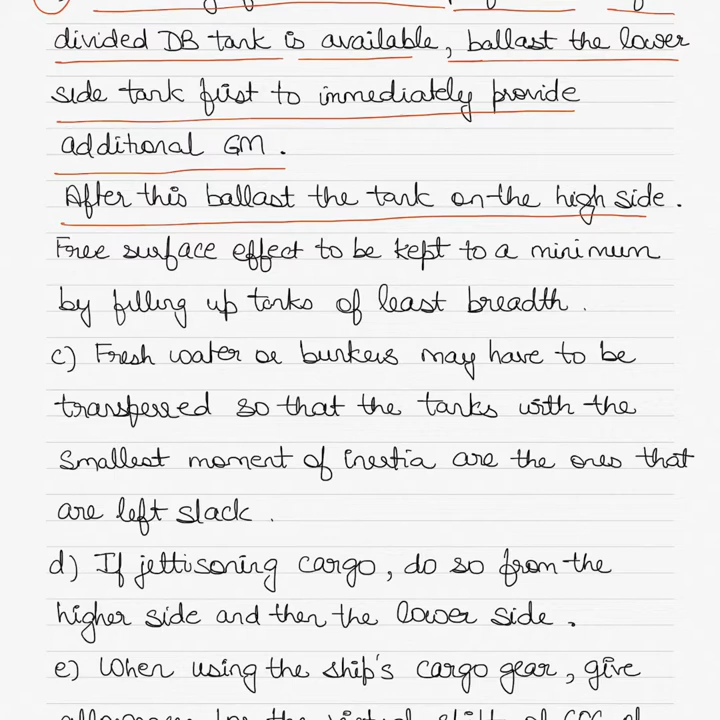 divided DB tank is available, ballast the lower
side tank first to immediately provide
additional GM.
After this ballast the tank on the high side.
Free surface effect to be kept to a minimum
by filling up tanks of least breadth.
c) Fresh water or bunkers may have to be
transferred so that the tanks with the
smallest moment of inertia are the ones that
are left slack.
d) If jettisoning cargo, do so from the
higher side and then the lower side.
e) When using the ship's cargo gear, give